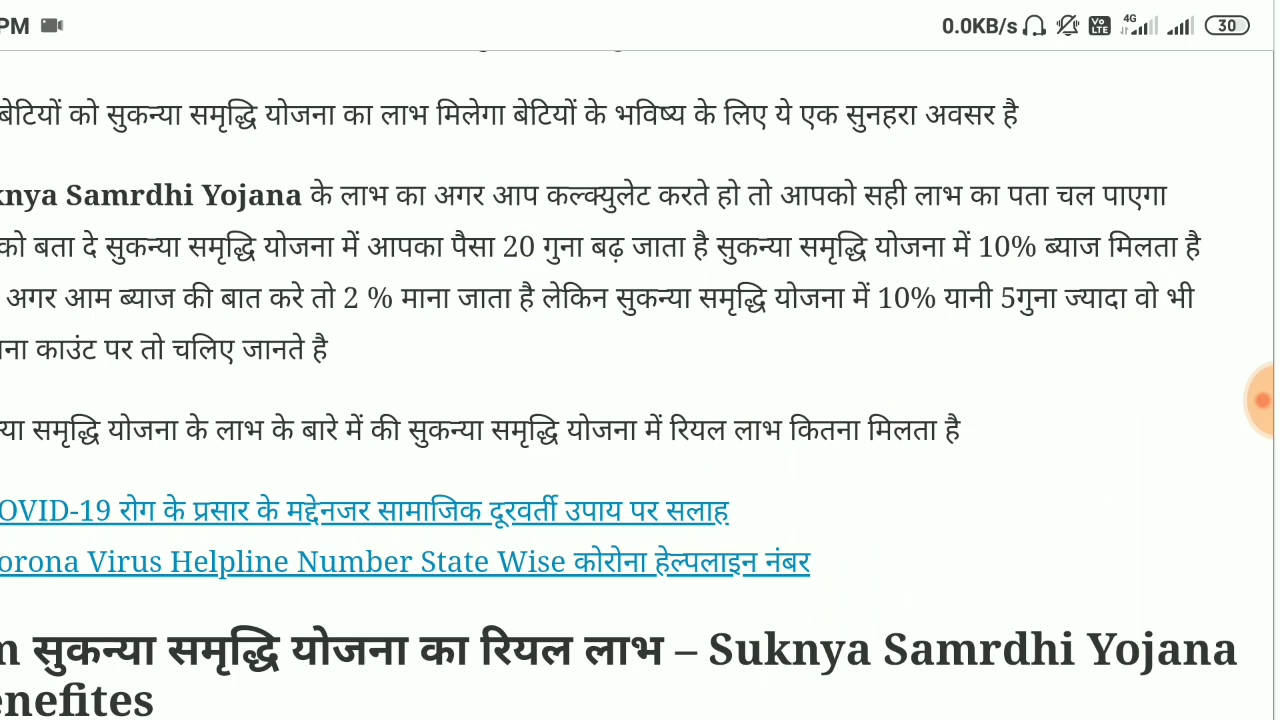 PM 0.0KB/s Vo LTE 4G 30
बेटियों को सुकन्या समृद्धि योजना का लाभ मिलेगा बेटियों के भविष्य के लिए ये एक सुनहरा अवसर है
knya Samrdhi Yojana के लाभ का अगर आप कल्क्युलेट करते हो तो आपको सही लाभ का पता चल पाएगा
को बता दे सुकन्या समृद्धि योजना में आपका पैसा 20 गुना बढ़ जाता है सुकन्या समृद्धि योजना में 10% ब्याज मिलता है
अगर आम ब्याज की बात करे तो 2 % माना जाता है लेकिन सुकन्या समृद्धि योजना में 10% यानी 5गुना ज्यादा वो भी
ना काउंट पर तो चलिए जानते है
या समृद्धि योजना के लाभ के बारे में की सुकन्या समृद्धि योजना में रियल लाभ कितना मिलता है
OVID-19 रोग के प्रसार के मद्देनजर सामाजिक दूरवर्ती उपाय पर सलाह
orona Virus Helpline Number State Wise कोरोना हेल्पलाइन नंबर
सुकन्या समृद्धि योजना का रियल लाभ – Suknya Samrdhi Yojana
enefites